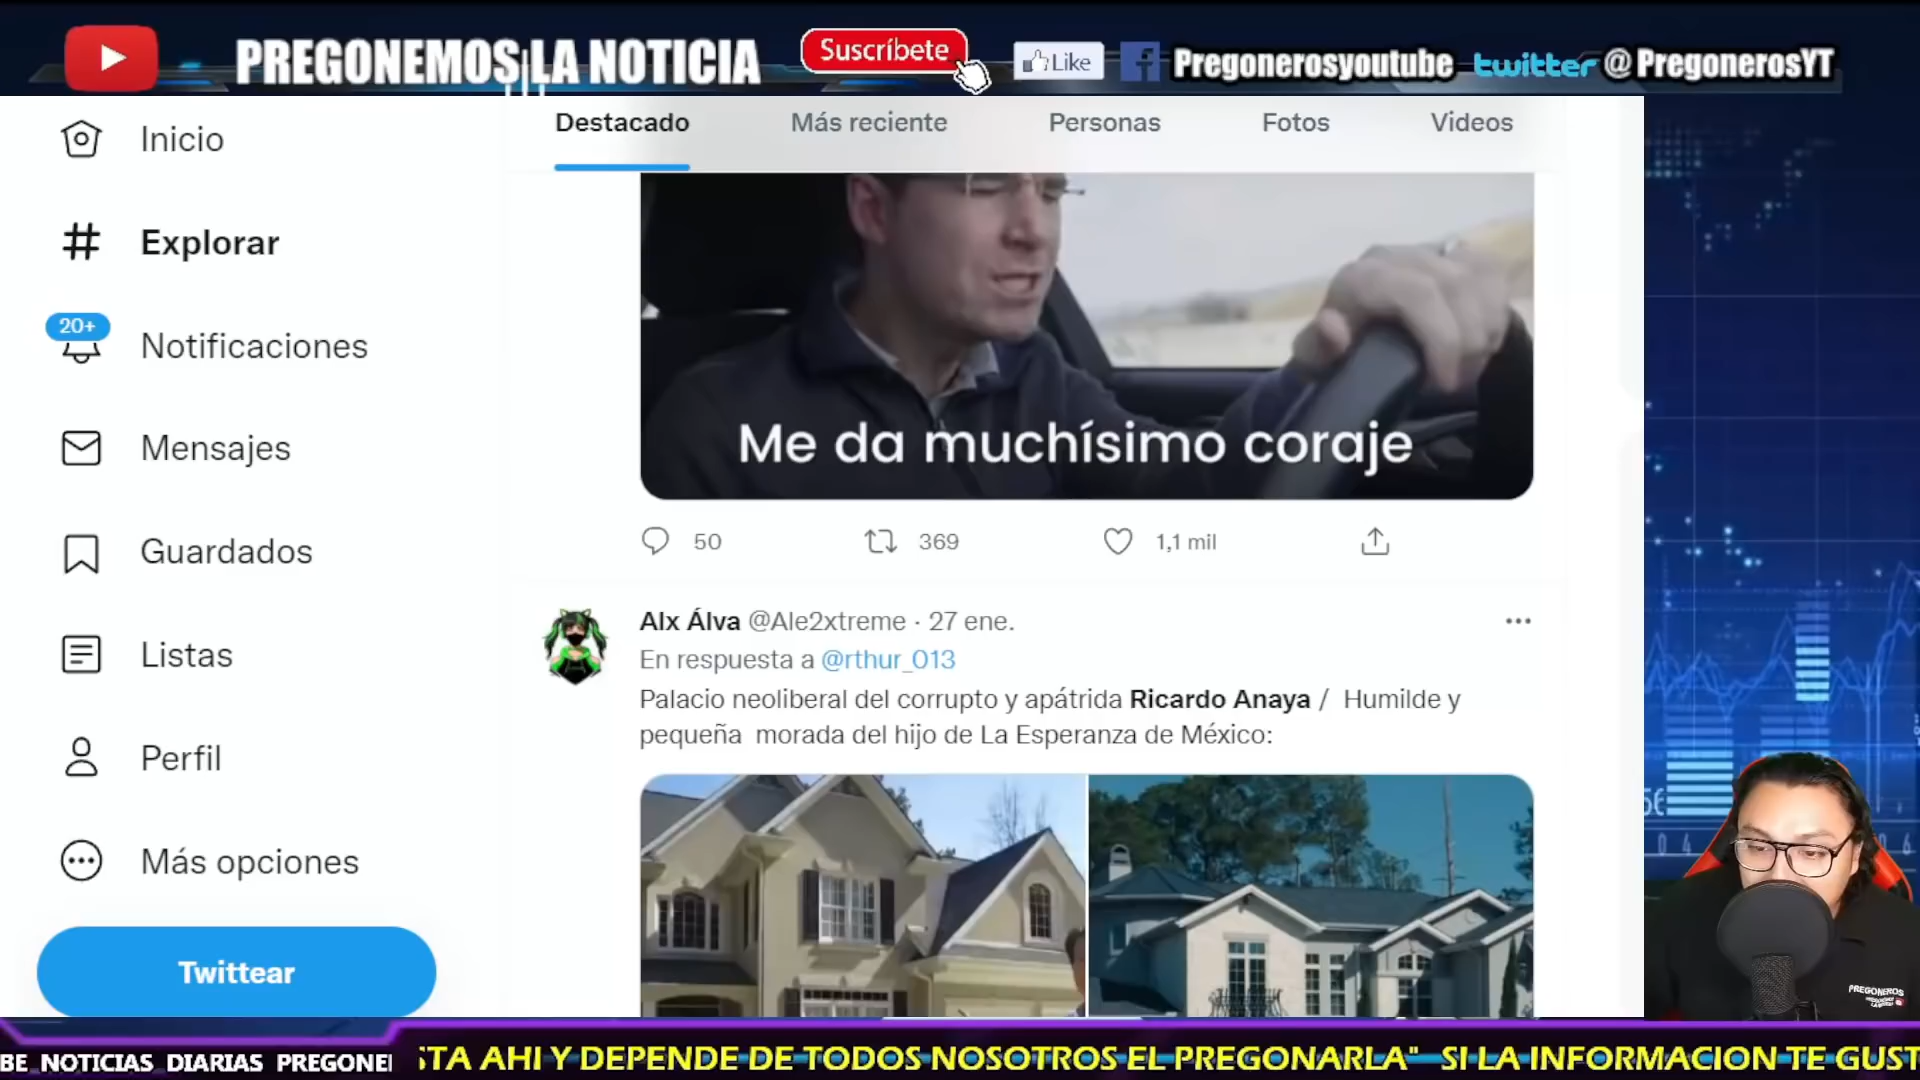 PREGONEMOS LA NOTICIA
Suscríbete
Like
Pregonerosyoutube
twitter @PregonerosYT
Inicio
Explorar
20+
Notificaciones
Mensajes
Guardados
Listas
Perfil
Más opciones
Twittear
Destacado Más reciente Personas Fotos Videos
Me da muchísimo coraje
50 369 1,1 mil
Alx Álva @Ale2xtreme · 27 ene.
En respuesta a @rthur_013
Palacio neoliberal del corrupto y apátrida Ricardo Anaya / Humilde y
pequeña morada del hijo de La Esperanza de México:
PREGONEROS
BE NOTICIAS DIARIAS PREGONE
STA AHI Y DEPENDE DE TODOS NOSOTROS EL PREGONARLA" SI LA INFORMACION TE GUST